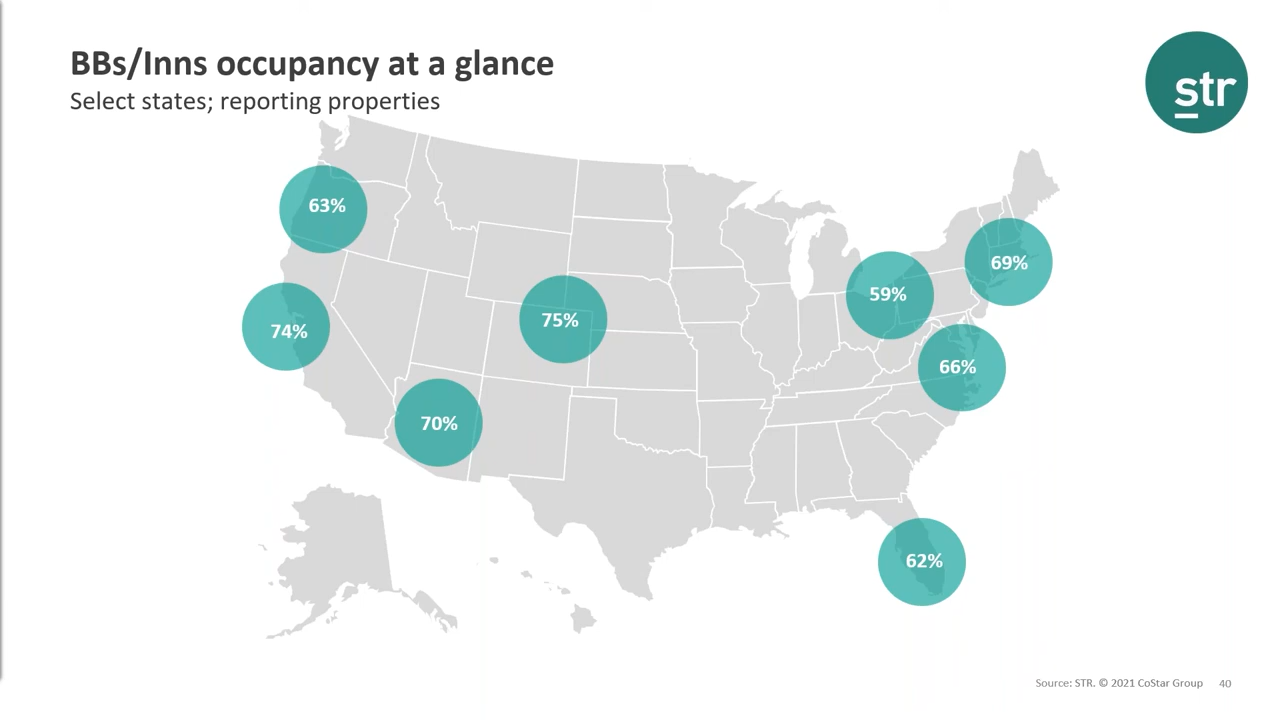 BBs/Inns occupancy at a glance
Select states; reporting properties
str
63%
69%
59%
75%
74%
66%
70%
62%
Source: STR. © 2021 CoStar Group 40